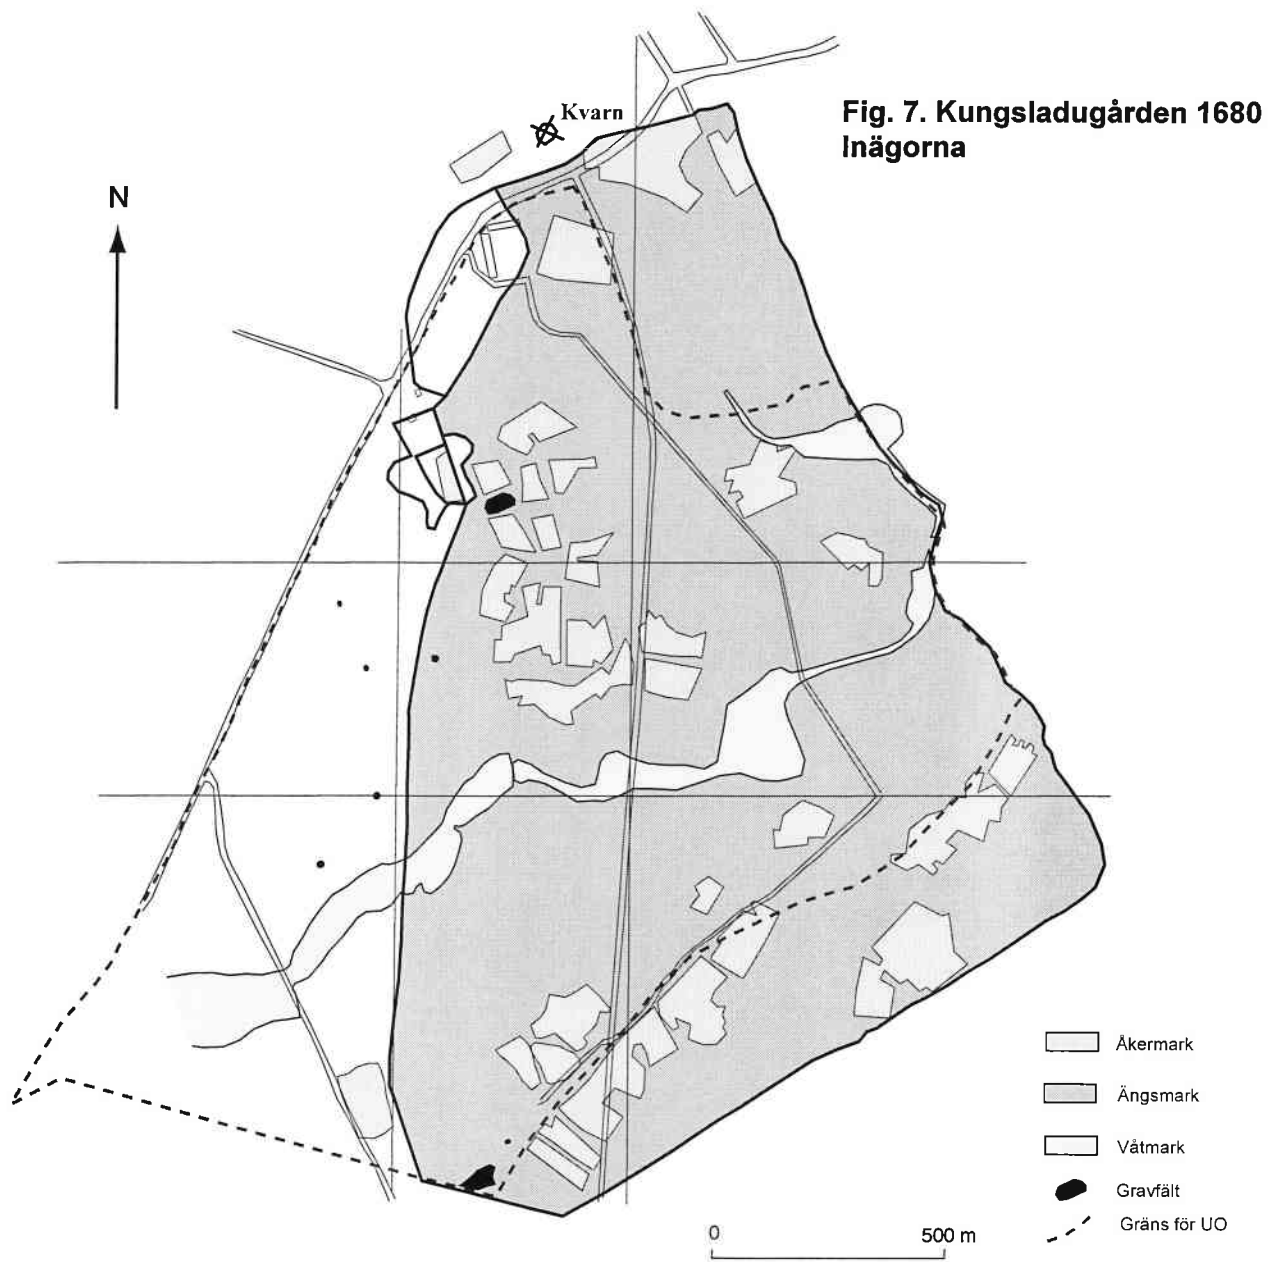 Kvarn
Fig. 7. Kungsladugården 1680
Inägorna
N
Åkermark
Ängsmark
Våtmark
Gravfält
Gräns för UO
0 500 m